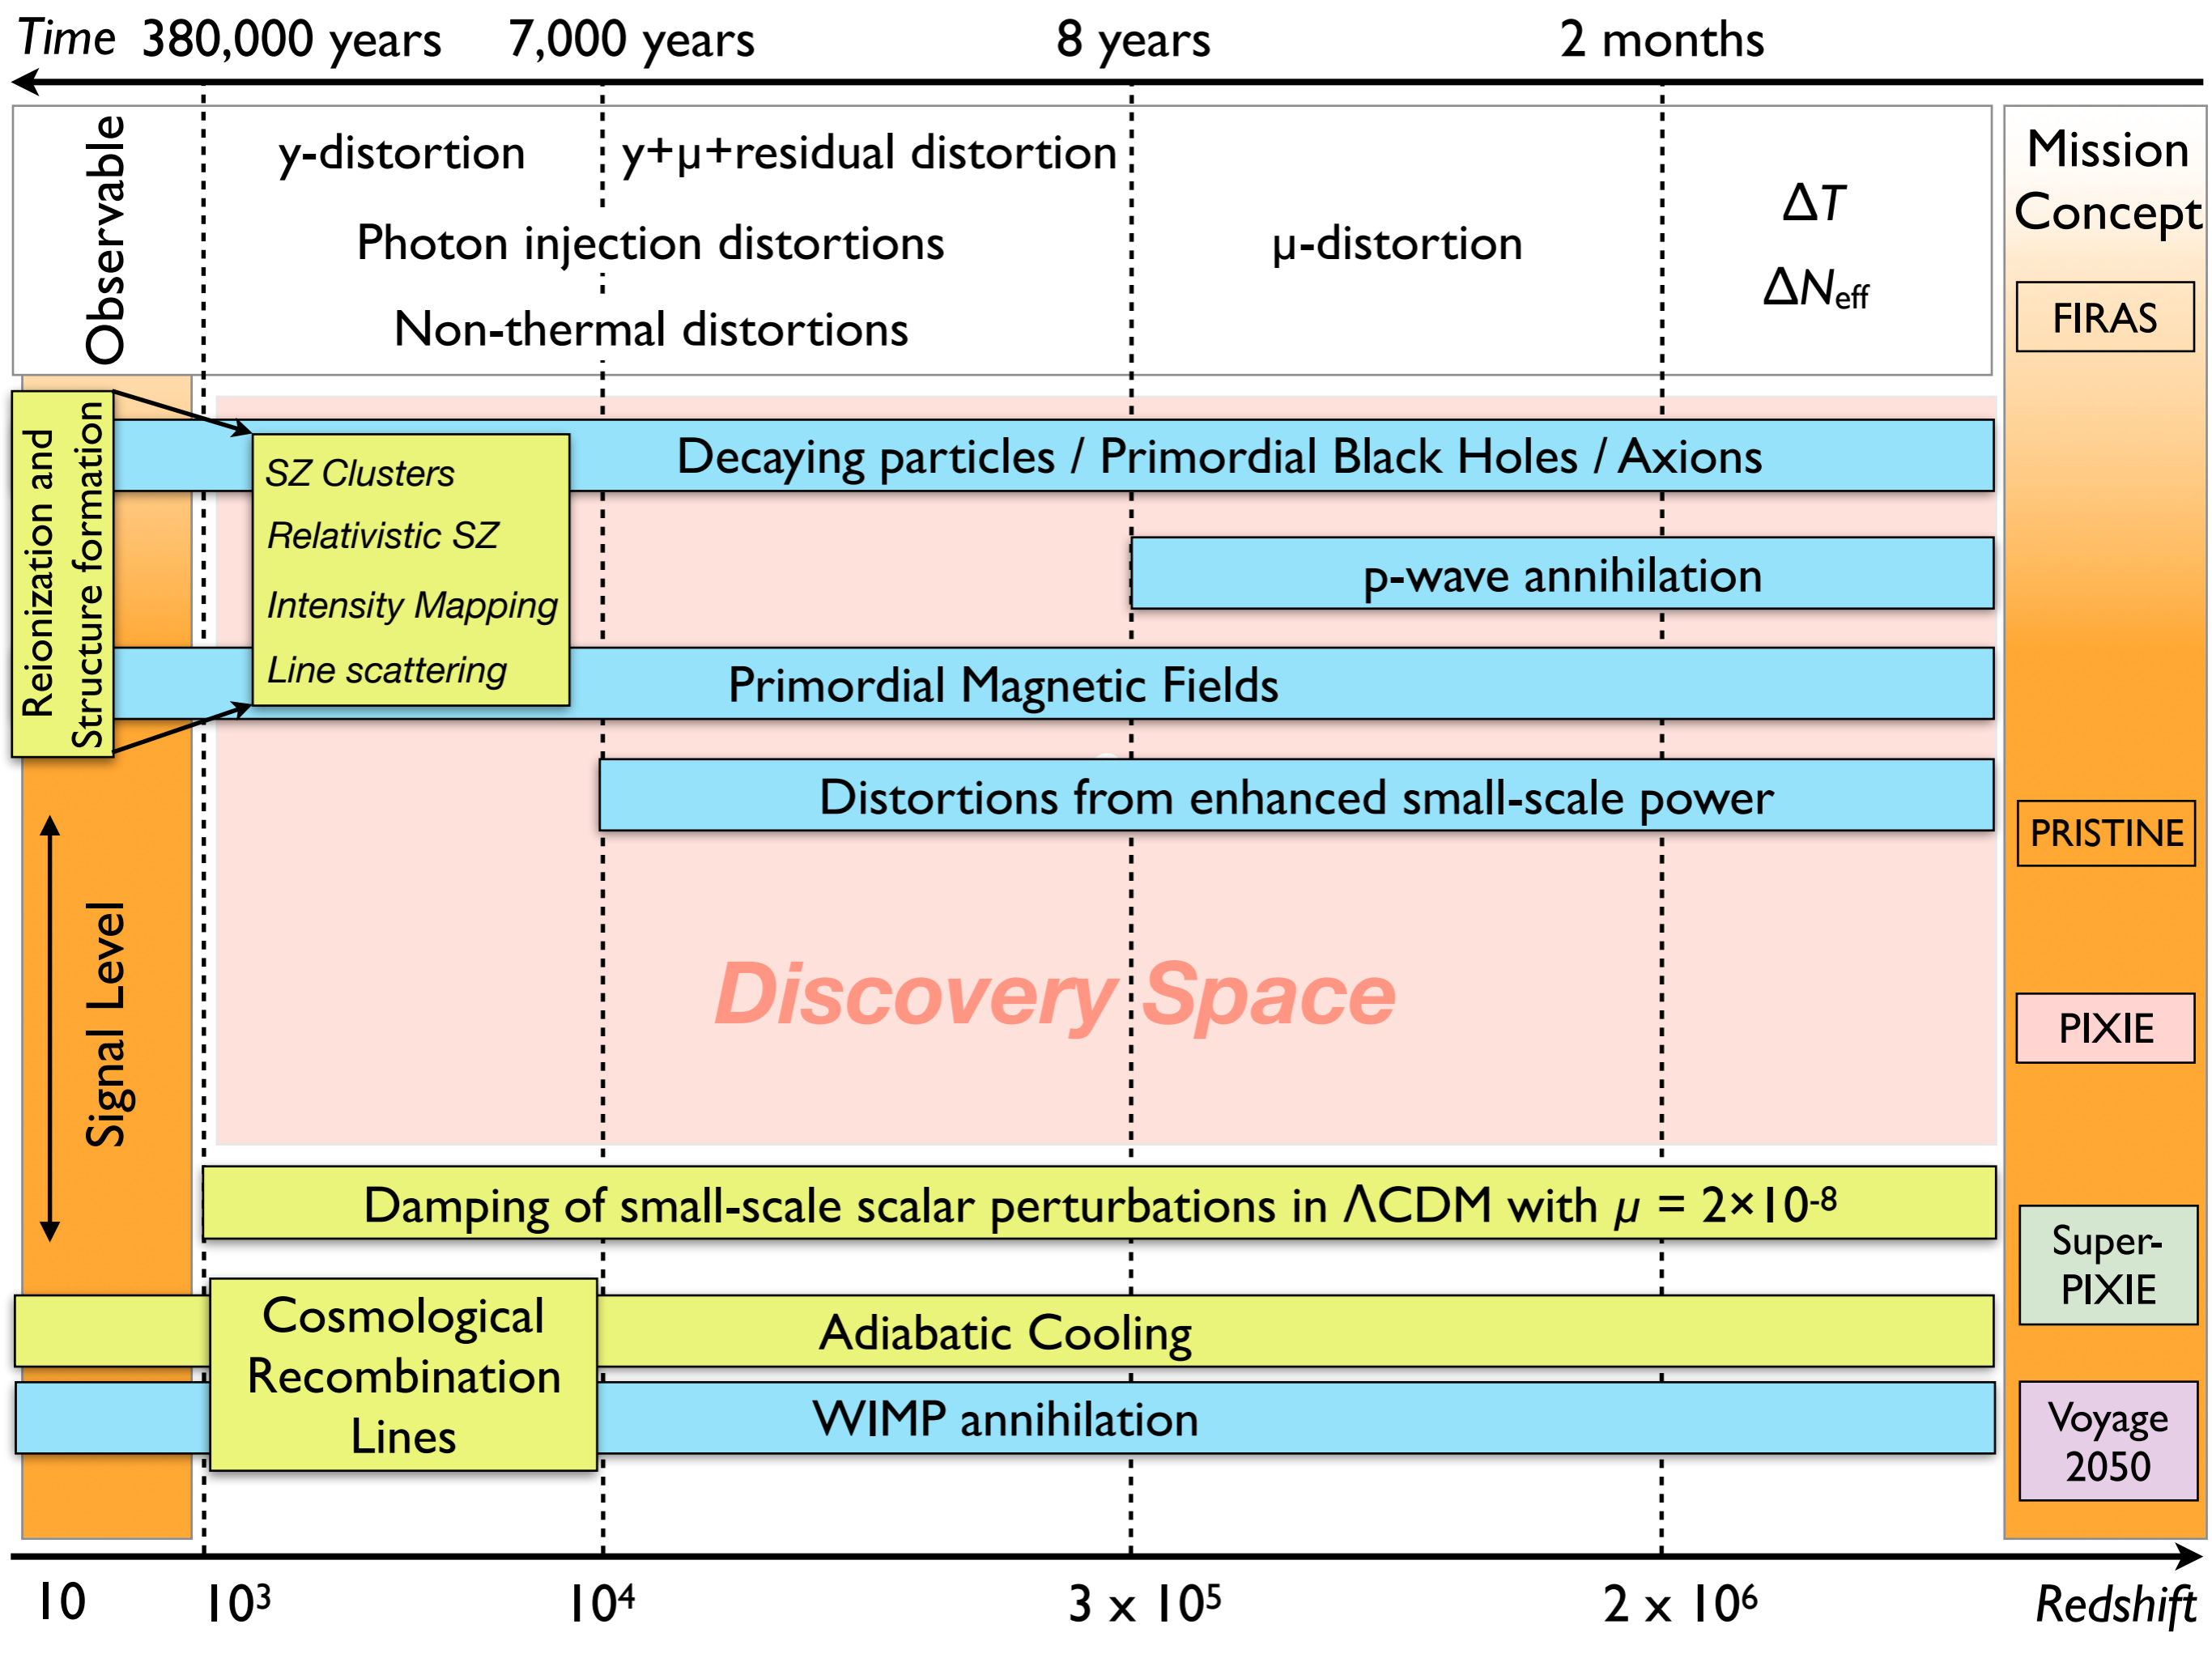 Time 380,000 years 7,000 years 8 years 2 months
Observable
y-distortion
y+μ+residual distortion
Photon injection distortions
Non-thermal distortions
μ-distortion
ΔT
ΔN_eff
Mission
Concept
FIRAS
PRISTINE
PIXIE
Super-
PIXIE
Voyage
2050
Reionization and
Structure formation
SZ Clusters
Relativistic SZ
Intensity Mapping
Line scattering
Decaying particles / Primordial Black Holes / Axions
p-wave annihilation
Primordial Magnetic Fields
Distortions from enhanced small-scale power
Signal Level
Discovery Space
Damping of small-scale scalar perturbations in ΛCDM with μ = 2×10⁻⁸
Cosmological
Recombination
Lines
Adiabatic Cooling
WIMP annihilation
10 10³ 10⁴ 3 x 10⁵ 2 x 10⁶ Redshift